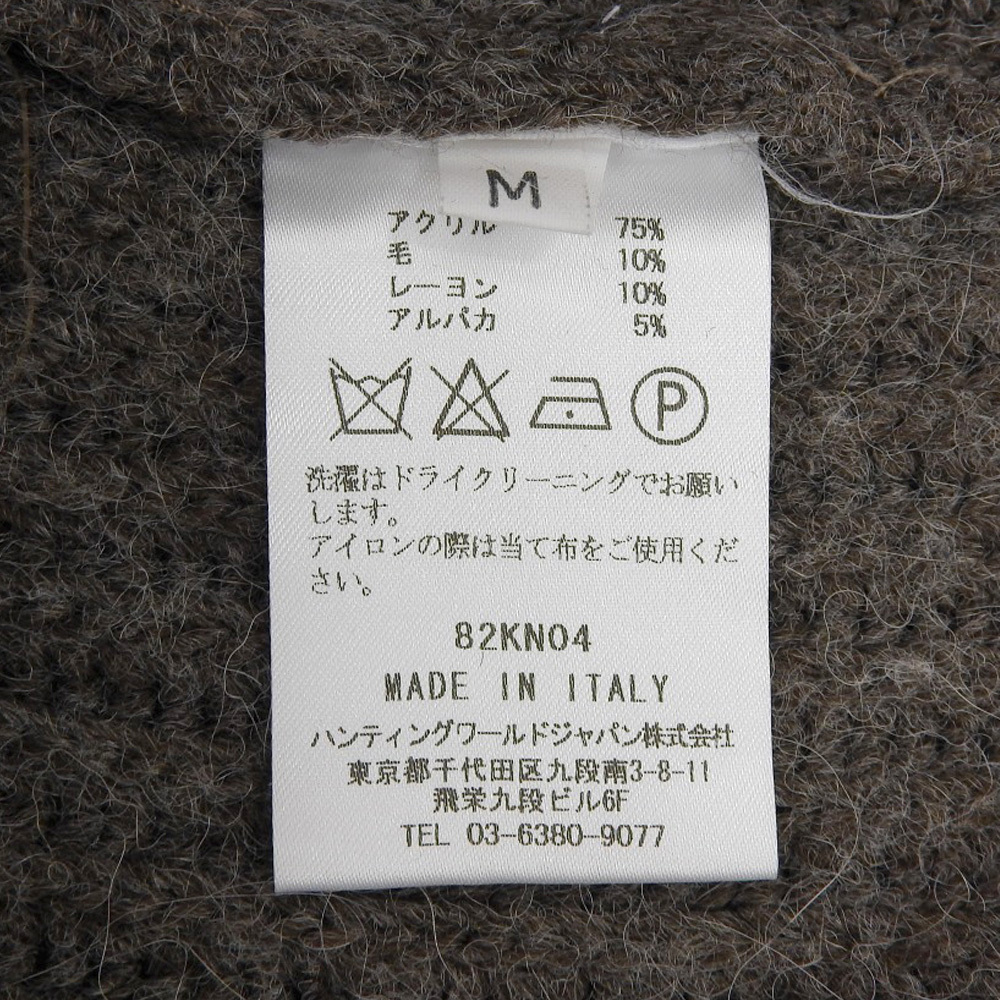 M
アクリル 75%
毛 10%
レーヨン 10%
アルパカ 5%
P
洗濯はドライクリーニングでお願い
します。
アイロンの際は当て布をご使用くだ
さい。
82KN04
MADE IN ITALY
ハンティングワールドジャパン株式会社
東京都千代田区九段南3-8-11
飛栄九段ビル6F
TEL 03-6380-9077